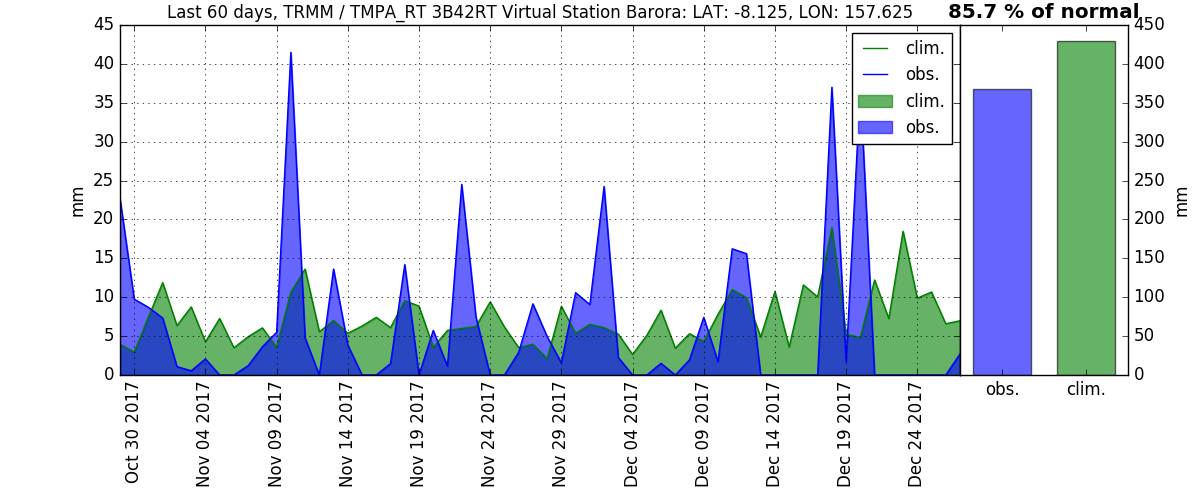 Last 60 days, TRMM / TMPA_RT 3B42RT Virtual Station Barora: LAT: -8.125, LON: 157.625
85.7 % of normal
45
40
35
30
25
20
15
10
5
0
mm
clim.
obs.
clim.
obs.
Oct 30 2017
Nov 04 2017
Nov 09 2017
Nov 14 2017
Nov 19 2017
Nov 24 2017
Nov 29 2017
Dec 04 2017
Dec 09 2017
Dec 14 2017
Dec 19 2017
Dec 24 2017
450
400
350
300
250
200
150
100
50
0
mm
obs.
clim.